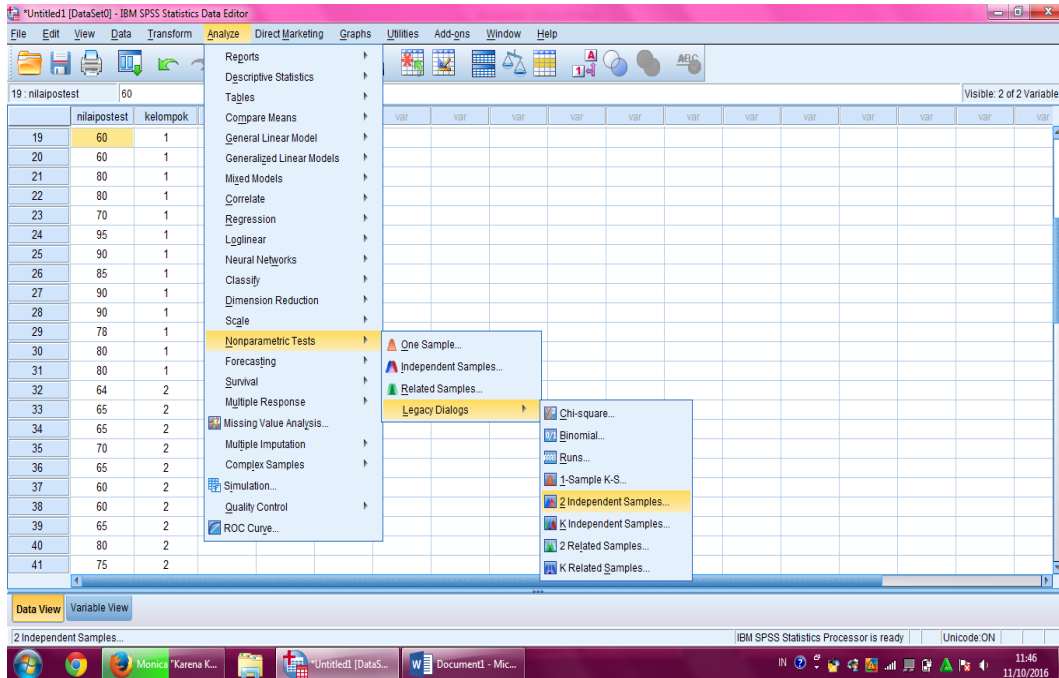 *Untitled1 [DataSet0] - IBM SPSS Statistics Data Editor
File Edit View Data Transform Analyze Direct Marketing Graphs Utilities Add-ons Window Help
19 : nilaipostest 60 Visible: 2 of 2 Variable
nilaipostest kelompok var var var var var var var var var var var
19 60 1
20 60 1
21 80 1
22 80 1
23 70 1
24 95 1
25 90 1
26 85 1
27 90 1
28 90 1
29 78 1
30 80 1
31 80 1
32 64 2
33 65 2
34 65 2
35 70 2
36 65 2
37 60 2
38 60 2
39 65 2
40 80 2
41 75 2
Reports
Descriptive Statistics
Tables
Compare Means
General Linear Model
Generalized Linear Models
Mixed Models
Correlate
Regression
Loglinear
Neural Networks
Classify
Dimension Reduction
Scale
Nonparametric Tests
Forecasting
Survival
Multiple Response
Missing Value Analysis...
Multiple Imputation
Complex Samples
Simulation...
Quality Control
ROC Curve...
One Sample...
Independent Samples...
Related Samples...
Legacy Dialogs
Chi-square...
Binomial...
Runs...
1-Sample K-S...
2 Independent Samples...
K Independent Samples...
2 Related Samples...
K Related Samples...
Data View Variable View
2 Independent Samples... IBM SPSS Statistics Processor is ready Unicode:ON
Monica "Karena K... *Untitled1 [DataS... Document1 - Mic... IN 11:46
11/10/2016